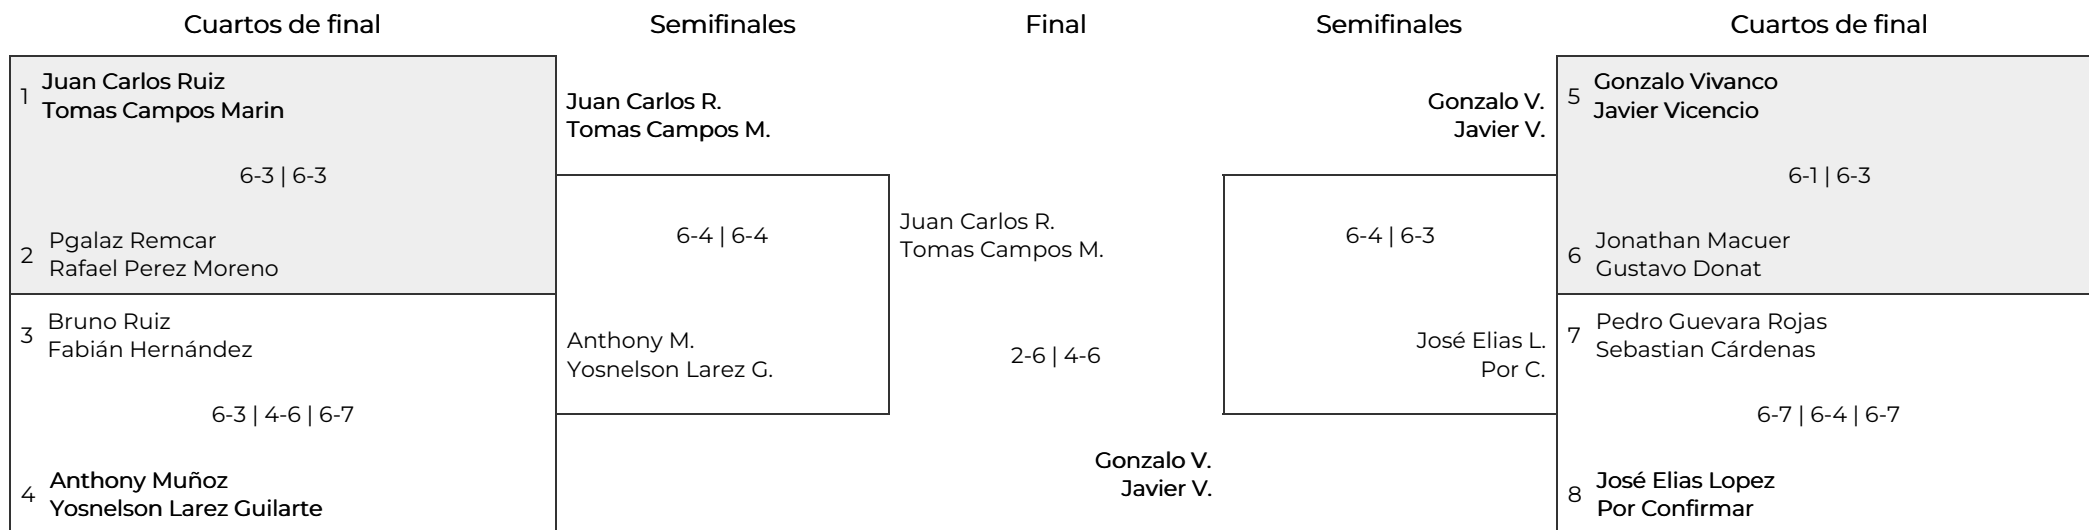 Cuartos de final
Semifinales
Final
Semifinales
Cuartos de final
1
Juan Carlos Ruiz
Tomas Campos Marin
6-3 | 6-3
2
Pgalaz Remcar
Rafael Perez Moreno
3
Bruno Ruiz
Fabián Hernández
6-3 | 4-6 | 6-7
4
Anthony Muñoz
Yosnelson Larez Guilarte
Juan Carlos R.
Tomas Campos M.
6-4 | 6-4
Anthony M.
Yosnelson Larez G.
Juan Carlos R.
Tomas Campos M.
2-6 | 4-6
Gonzalo V.
Javier V.
Gonzalo V.
Javier V.
6-4 | 6-3
José Elias L.
Por C.
5
Gonzalo Vivanco
Javier Vicencio
6-1 | 6-3
6
Jonathan Macuer
Gustavo Donat
7
Pedro Guevara Rojas
Sebastian Cárdenas
6-7 | 6-4 | 6-7
8
José Elias Lopez
Por Confirmar